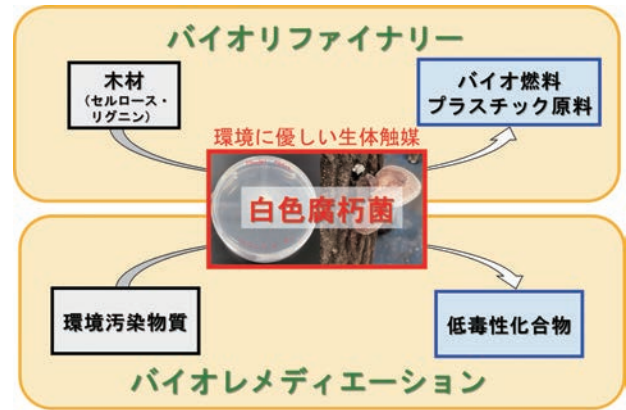 バイオリファイナリー
木材
(セルロース・
リグニン)
バイオ燃料
プラスチック原料
環境に優しい生体触媒
白色腐朽菌
環境汚染物質
低毒性化合物
バイオレメディエーション